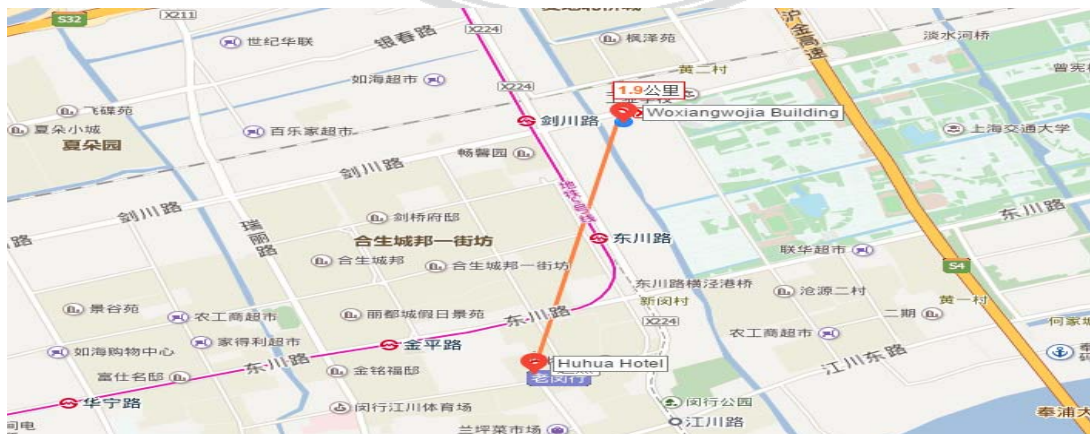 S32
X211
X224
银春路
枫泽苑
沪金高速
淡水河桥
世纪华联
曾宪桥
如海超市
X224
黄二村
1.9公里
飞碟苑
Woxiangwojia Building
夏朵小城
夏朵园
百乐家超市
剑川路
上海交通大学
畅馨园
剑川路
剑川路
剑桥府邸
瑞丽路
东川路
东川路
合生城邦一街坊
联华超市
合生城邦
合生城邦一街坊
S4
东川路横泾港桥
沧源二村
新闵村
黄一村
景谷苑
农工商超市
丽都城假日景苑
东川路
X224
农工商超市
二期
何家
如海购物中心
家得利超市
金平路
东川路
Huhua Hotel
江川东路
富仕名邸
金铭福邸
老闵行
华宁路
闵行江川体育场
闵行公园
奉浦大
兰坪菜市场
江川路